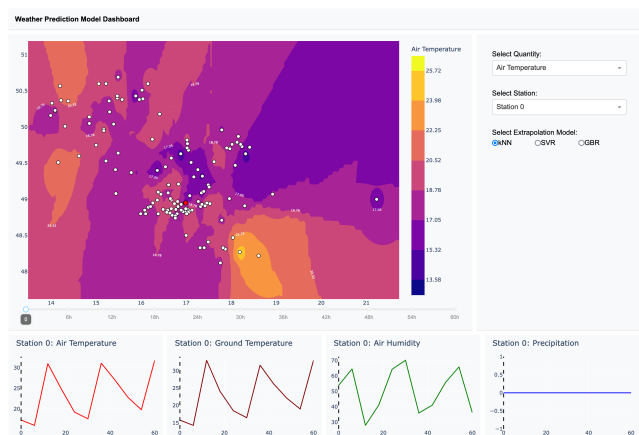 Weather Prediction Model Dashboard
Air Temperature
51
50.5
50
49.5
49
48.5
48
14
15
16
17
18
19
20
21
25.72
23.98
22.25
20.52
18.78
17.05
15.32
13.58
Select Quantity:
Air Temperature
Select Station:
Station 0
Select Extrapolation Model:
kNN SVR GBR
0
6h 12h 18h 24h 30h 36h 42h 48h 54h 60h
Station 0: Air Temperature
30
25
20
0 20 40 60
Station 0: Ground Temperature
30
25
20
15
0 20 40 60
Station 0: Air Humidity
70
60
50
40
30
0 20 40 60
Station 0: Precipitation
1
0.5
0
−0.5
−1
0 20 40 60